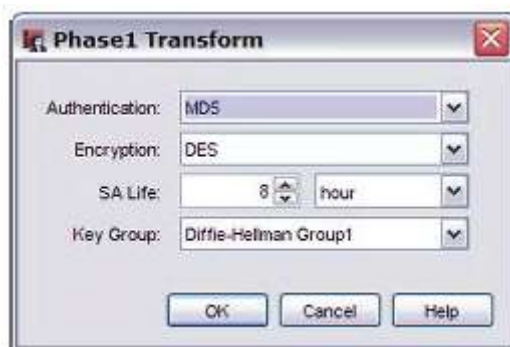 Phase1 Transform
Authentication: MD5
Encryption: DES
SA Life: 8 hour
Key Group: Diffie-Hellman Group1
OK Cancel Help